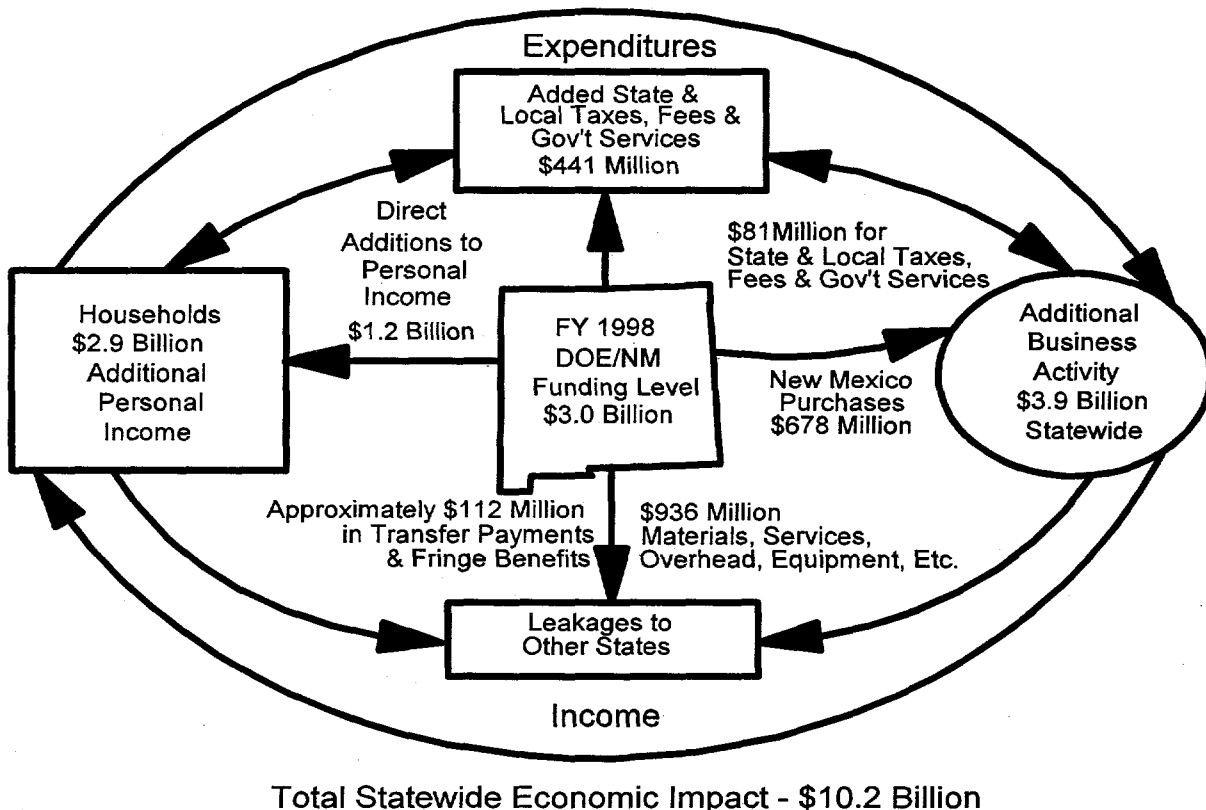 Expenditures
Added State &
Local Taxes, Fees &
Gov't Services
$441 Million
Direct
Additions to
Personal
Income
$1.2 Billion
$81Million for
State & Local Taxes,
Fees & Gov't Services
Households
$2.9 Billion
Additional
Personal
Income
FY 1998
DOE/NM
Funding Level
$3.0 Billion
New Mexico
Purchases
$678 Million
Additional
Business
Activity
$3.9 Billion
Statewide
Approximately $112 Million
in Transfer Payments
& Fringe Benefits
$936 Million
Materials, Services,
Overhead, Equipment, Etc.
Leakages to
Other States
Income
Total Statewide Economic Impact - $10.2 Billion